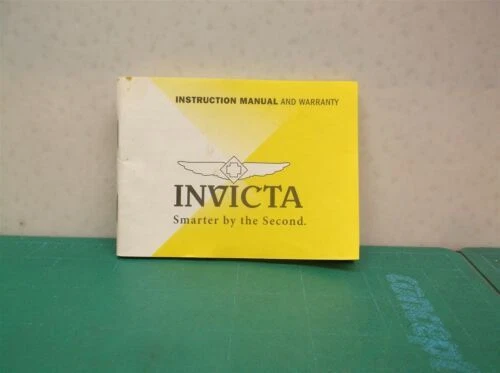 INSTRUCTION MANUAL AND WARRANTY
INVICTA
Smarter by the Second.